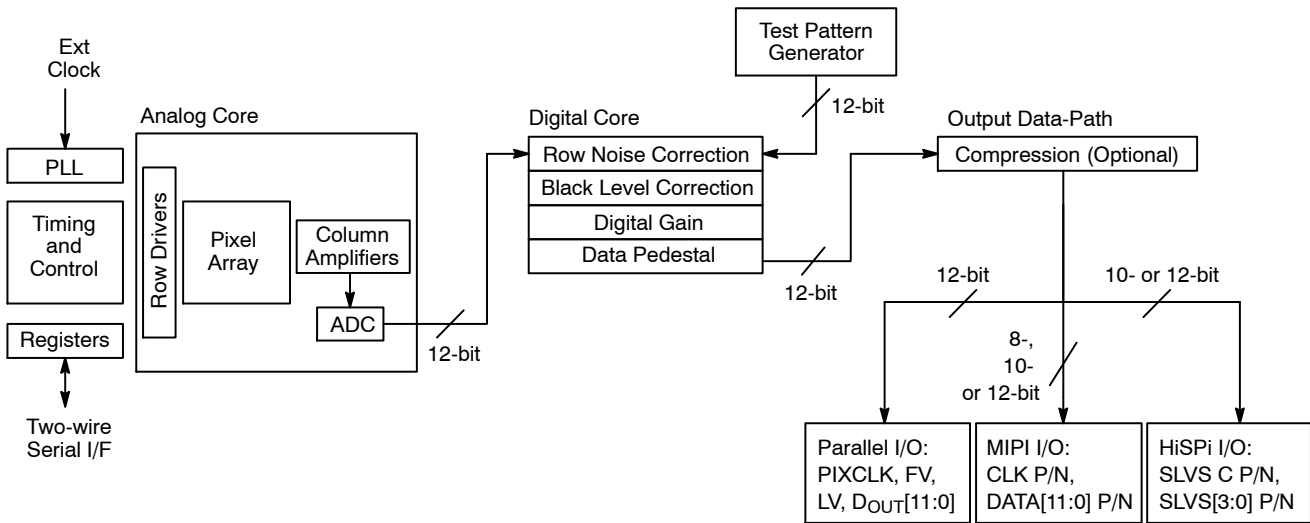 Ext
Clock
PLL
Timing
and
Control
Registers
Two-wire
Serial I/F
Analog Core
Row Drivers
Pixel
Array
Column
Amplifiers
ADC
12-bit
Digital Core
Row Noise Correction
Black Level Correction
Digital Gain
Data Pedestal
Test Pattern
Generator
12-bit
12-bit
Output Data-Path
Compression (Optional)
12-bit
10- or 12-bit
8-,
10-
or 12-bit
Parallel I/O:
PIXCLK, FV,
LV, DOUT[11:0]
MIPI I/O:
CLK P/N,
DATA[11:0] P/N
HiSPi I/O:
SLVS C P/N,
SLVS[3:0] P/N